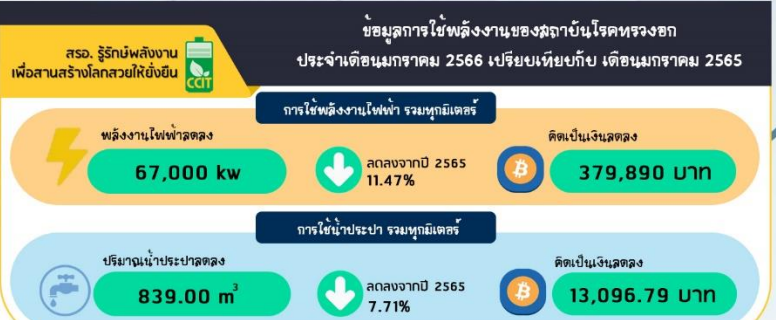 สรอ. รู้รักษ์พลังงาน
เพื่อสานสร้างโลกสวยให้ยั่งยืน
CCIT
ข้อมูลการใช้พลังงานของสถาบันโรคทรวงอก
ประจำเดือนมกราคม 2566 เปรียบเทียบกับ เดือนมกราคม 2565
การใช้พลังงานไฟฟ้า รวมทุกมิเตอร์
พลังงานไฟฟ้าลดลง
67,000 kw
ลดลงจากปี 2565
11.47%
คิดเป็นเงินลดลง
379,890 บาท
การใช้น้ำประปา รวมทุกมิเตอร์
ปริมาณน้ำประปาลดลง
839.00 m³
ลดลงจากปี 2565
7.71%
คิดเป็นเงินลดลง
13,096.79 บาท